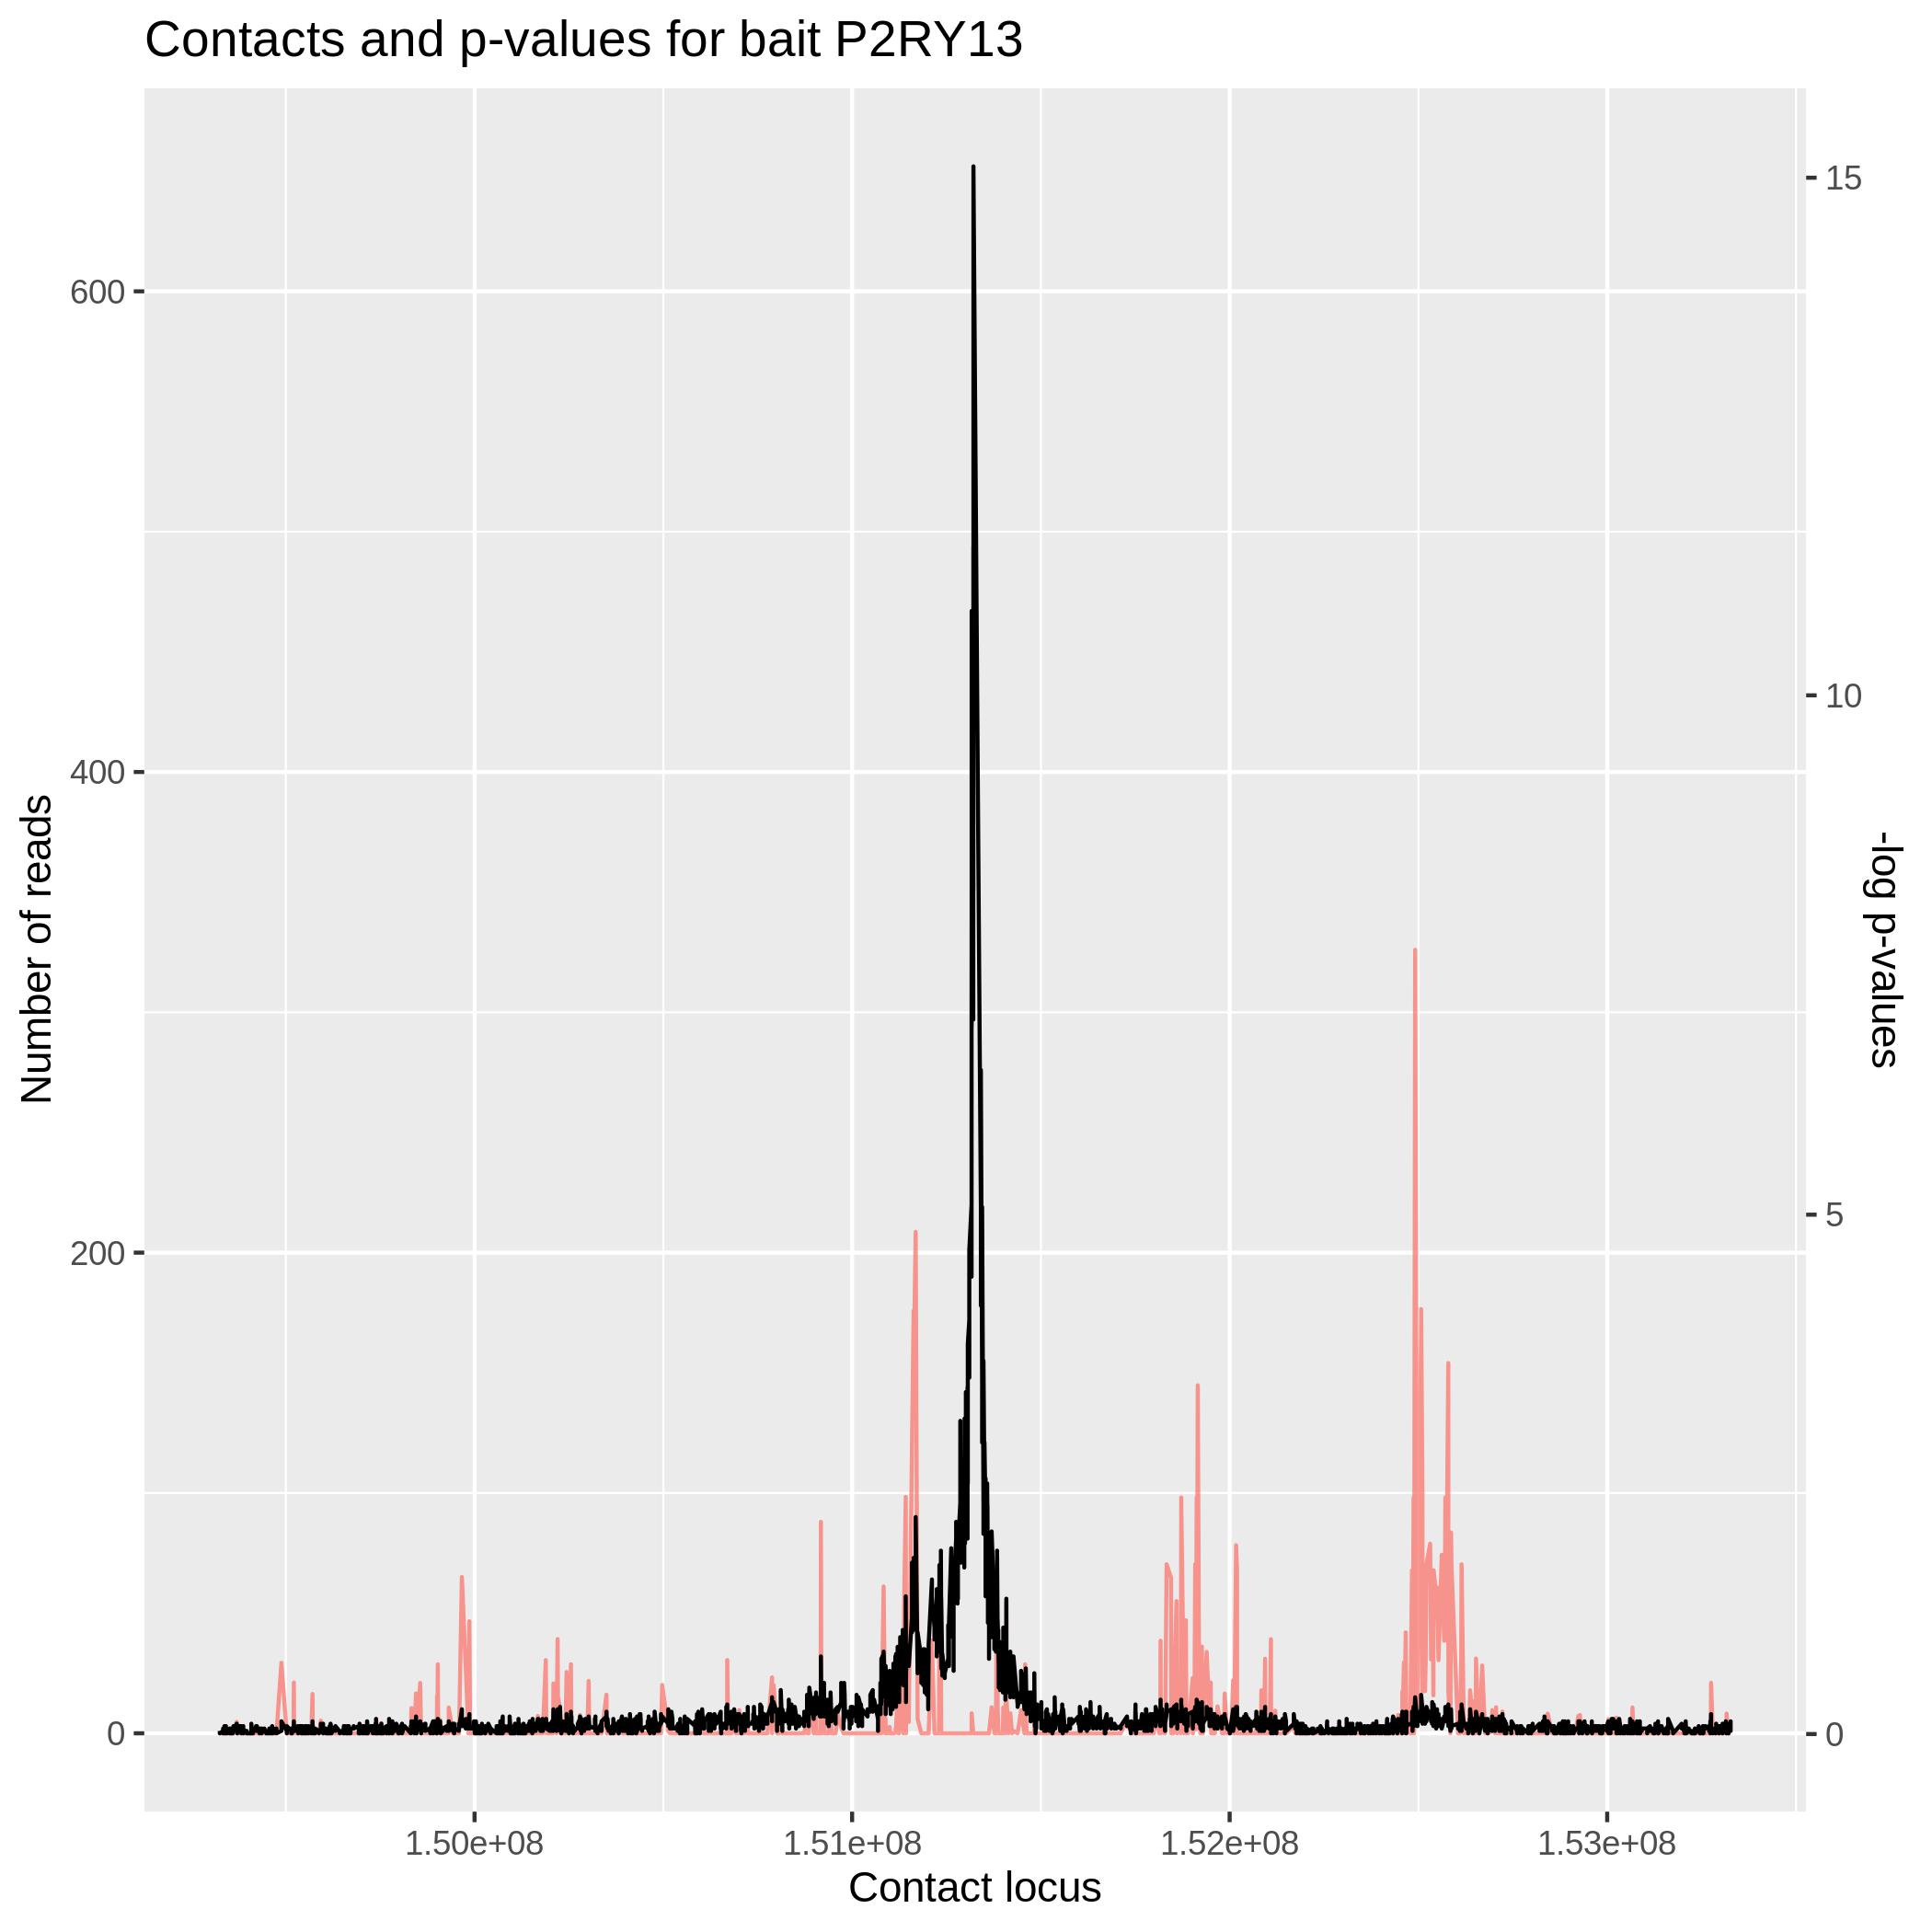 Contacts and p-values for bait P2RY13
15
600
10
400
Number of reads
-log p-values
5
200
0
0
1.50e+08
1.51e+08
1.52e+08
1.53e+08
Contact locus